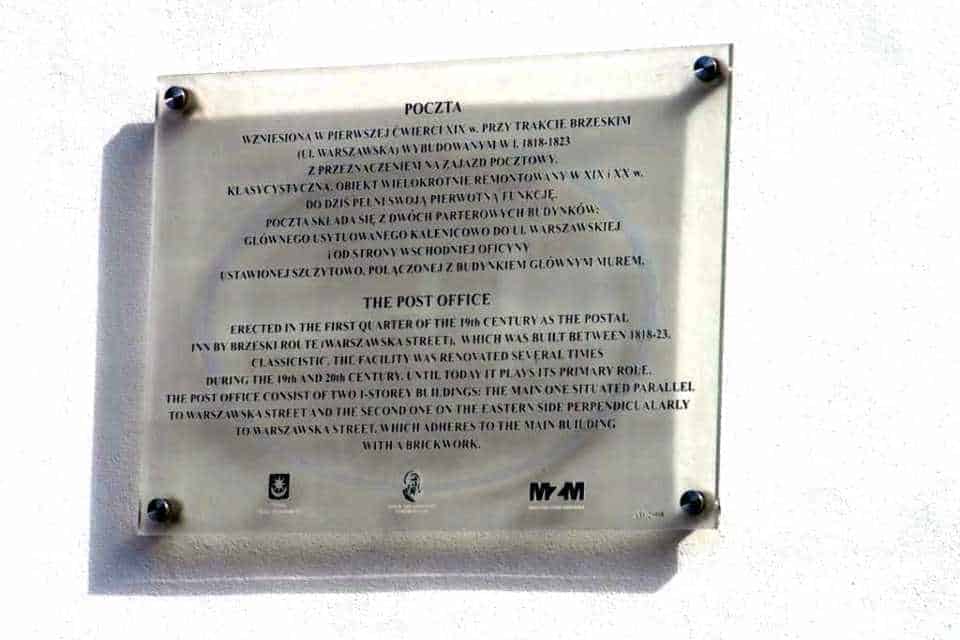 POCZTA
WZNIESIONA W PIERWSZEJ ĆWIERCI XIX w. PRZY TRAKCIE BRZESKIM
(UL. WARSZAWSKA) WYBUDOWANYM W l. 1818-1823
Z PRZEZNACZENIEM NA ZAJAZD POCZTOWY.
KLASYCYSTYCZNA, OBIEKT WIELOKROTNIE REMONTOWANY W XIX i XX w.
DO DZIŚ PEŁNI SWOJĄ PIERWOTNĄ FUNKCJĘ.
POCZTA SKŁADA SIĘ Z DWÓCH PARTEROWYCH BUDYNKÓW:
GŁÓWNEGO USYTUOWANEGO KALENICOWO DO UL. WARSZAWSKIEJ
i OD STRONY WSCHODNIEJ OFICYNY
USTAWIONEJ SZCZYTOWO, POŁĄCZONEJ Z BUDYNKIEM GŁÓWNYM MUREM.
THE POST OFFICE
ERECTED IN THE FIRST QUARTER OF THE 19th CENTURY AS THE POSTAL
INN BY BRZESKI ROUTE (WARSZAWSKA STREET), WHICH WAS BUILT BETWEEN 1818-23.
CLASSICISTIC, THE FACILITY WAS RENOVATED SEVERAL TIMES
DURING THE 19th AND 20th CENTURY. UNTIL TODAY IT PLAYS ITS PRIMARY ROLE.
THE POST OFFICE CONSIST OF TWO 1-STOREY BUILDINGS: THE MAIN ONE SITUATED PARALLEL
TO WARSZAWSKA STREET AND THE SECOND ONE ON THE EASTERN SIDE PERPENDICUALARLY
TO WARSZAWSKA STREET, WHICH ADHERES TO THE MAIN BUILDING
WITH A BRICKWORK.